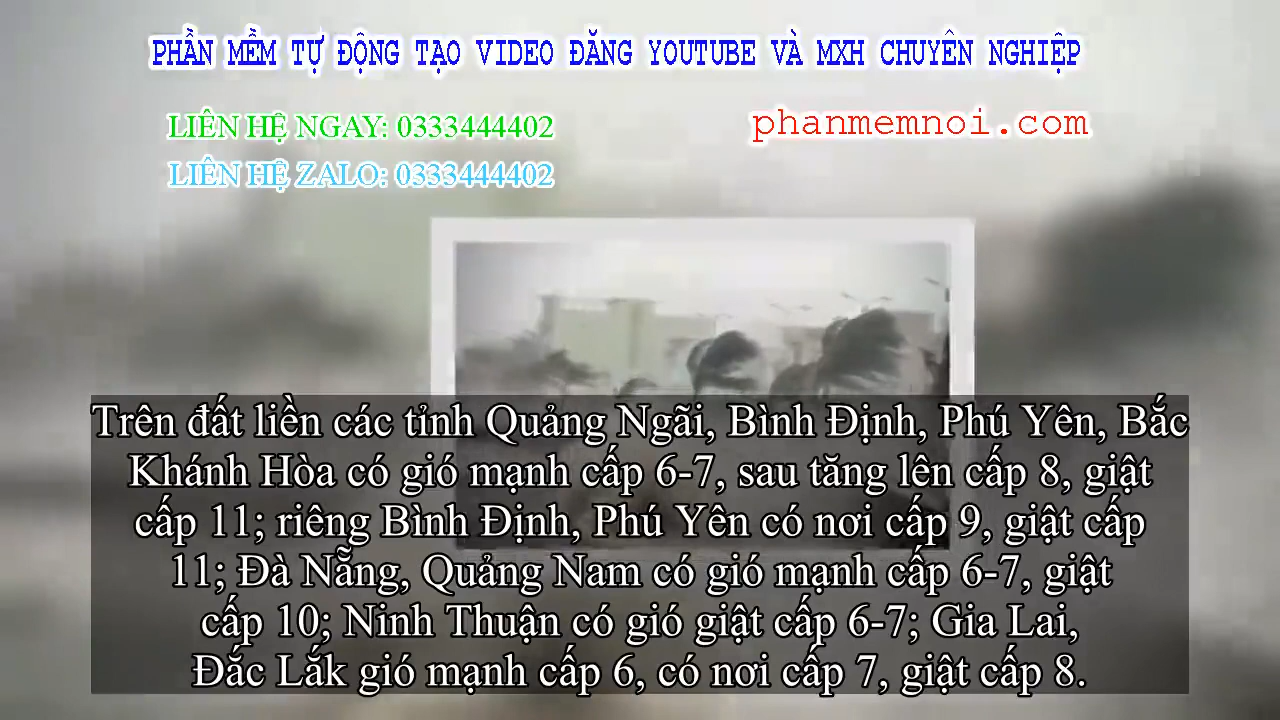 PHẦN MỀM TỰ ĐỘNG TẠO VIDEO ĐĂNG YOUTUBE VÀ MXH CHUYÊN NGHIỆP
LIÊN HỆ NGAY: 0333444402
phanmemnoi.com
LIÊN HỆ ZALO: 0333444402
Trên đất liền các tỉnh Quảng Ngãi, Bình Định, Phú Yên, Bắc
Khánh Hòa có gió mạnh cấp 6-7, sau tăng lên cấp 8, giật
cấp 11; riêng Bình Định, Phú Yên có nơi cấp 9, giật cấp
11; Đà Nẵng, Quảng Nam có gió mạnh cấp 6-7, giật
cấp 10; Ninh Thuận có gió giật cấp 6-7; Gia Lai,
Đắc Lắk gió mạnh cấp 6, có nơi cấp 7, giật cấp 8.